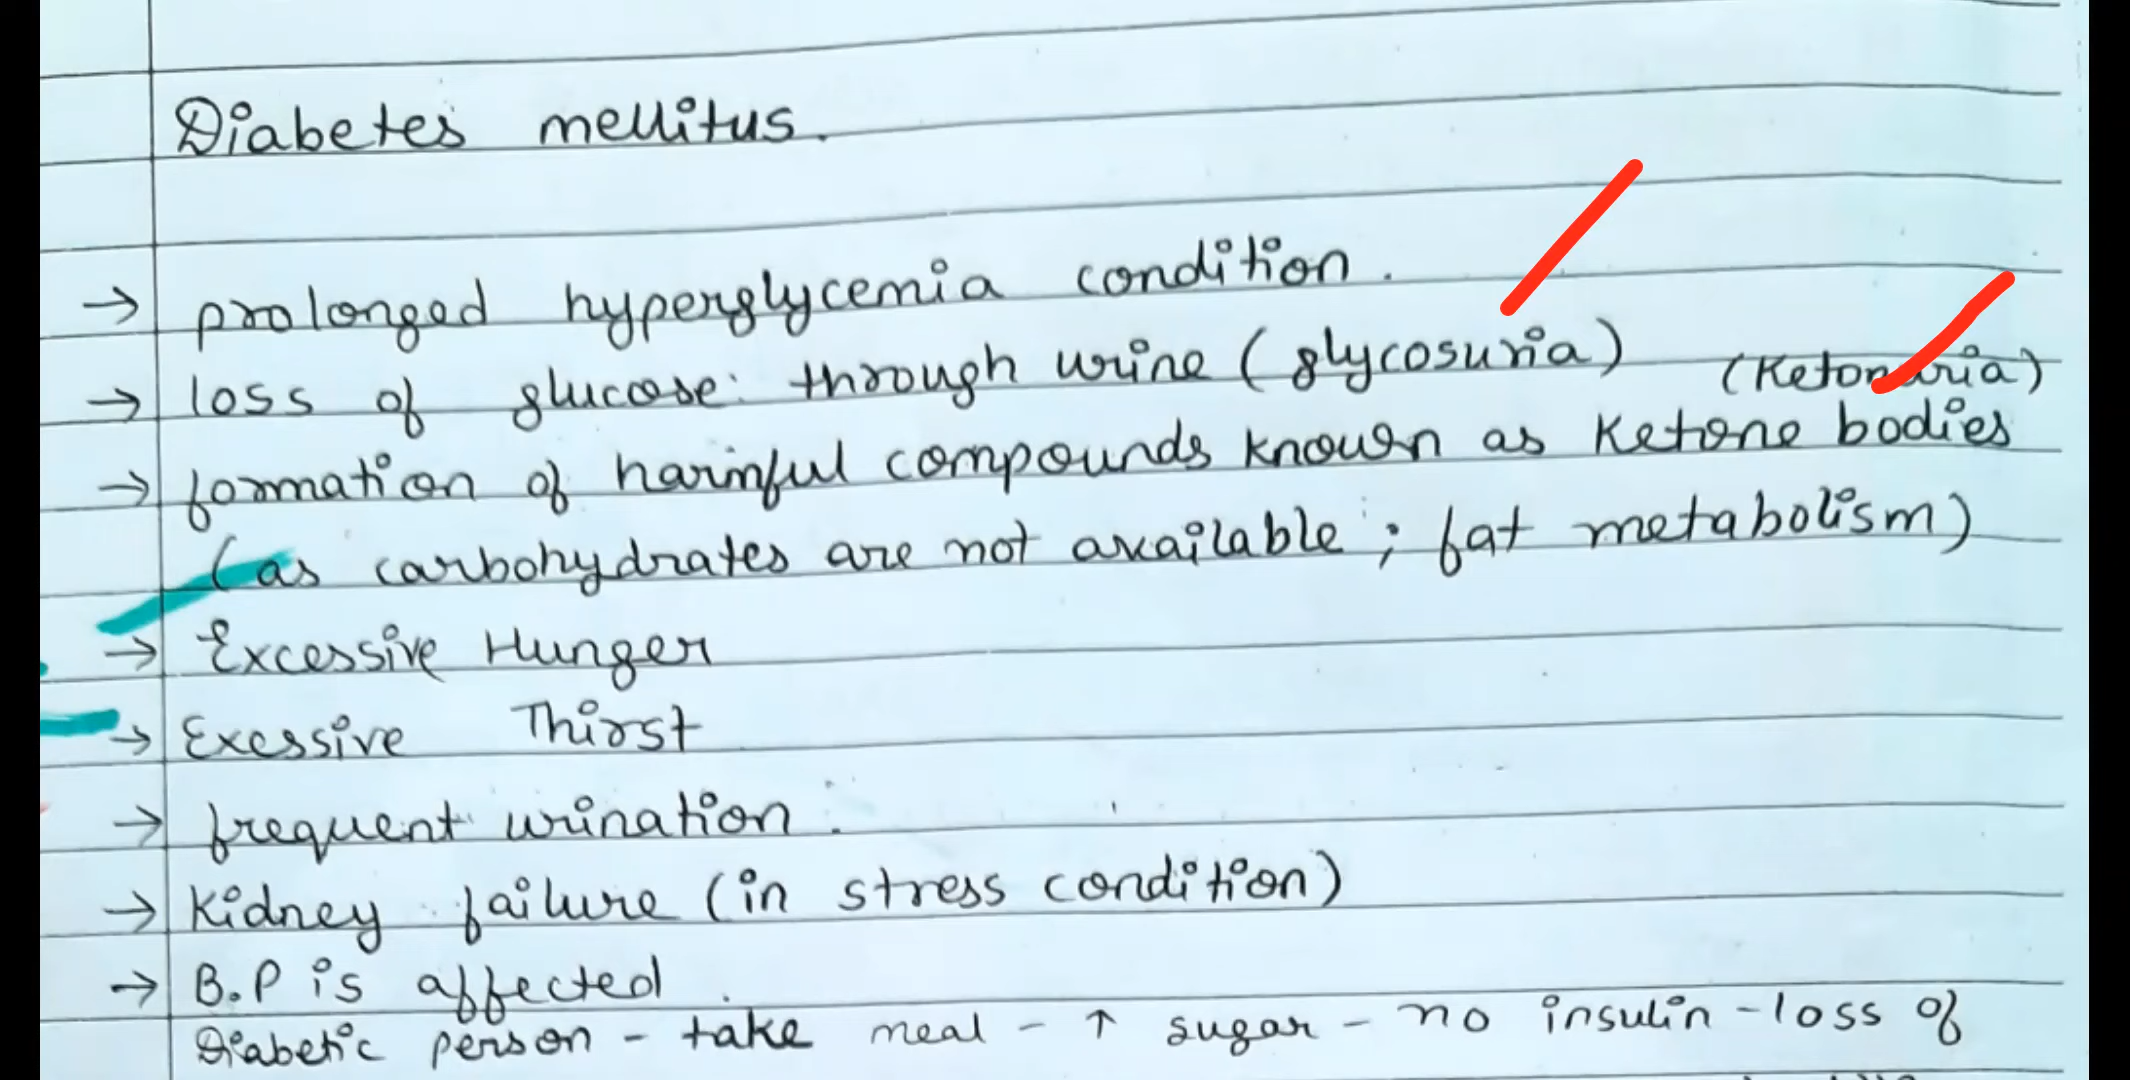 Diabetes mellitus.
→ prolonged hyperglycemia condition.
→ loss of glucose through urine (glycosuria)
(Ketonuria)
→ formation of harmful compounds known as Ketone bodies
(as carbohydrates are not available; fat metabolism)
→ Excessive Hunger
→ Excessive Thirst
→ frequent urination.
→ Kidney failure (in stress condition)
→ B.P is affected.
Diabetic person - take meal - ↑ sugar - no insulin - loss of